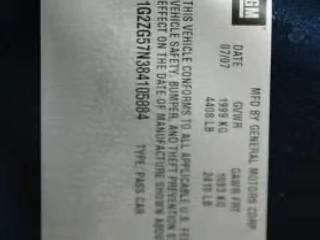 GM
MFD BY GENERAL MOTORS CORP
DATE GVWR GAWR FRT
07/07 1999 KG 1093 KG
4408 LB 2410 LB
THIS VEHICLE CONFORMS TO ALL APPLICABLE U.S. FE
VEHICLE SAFETY, BUMPER, AND THEFT PREVENTION S
EFFECT ON THE DATE OF MANUFACTURE SHOWN ABOV
1G2ZG57N384105884 TYPE: PASS CAR